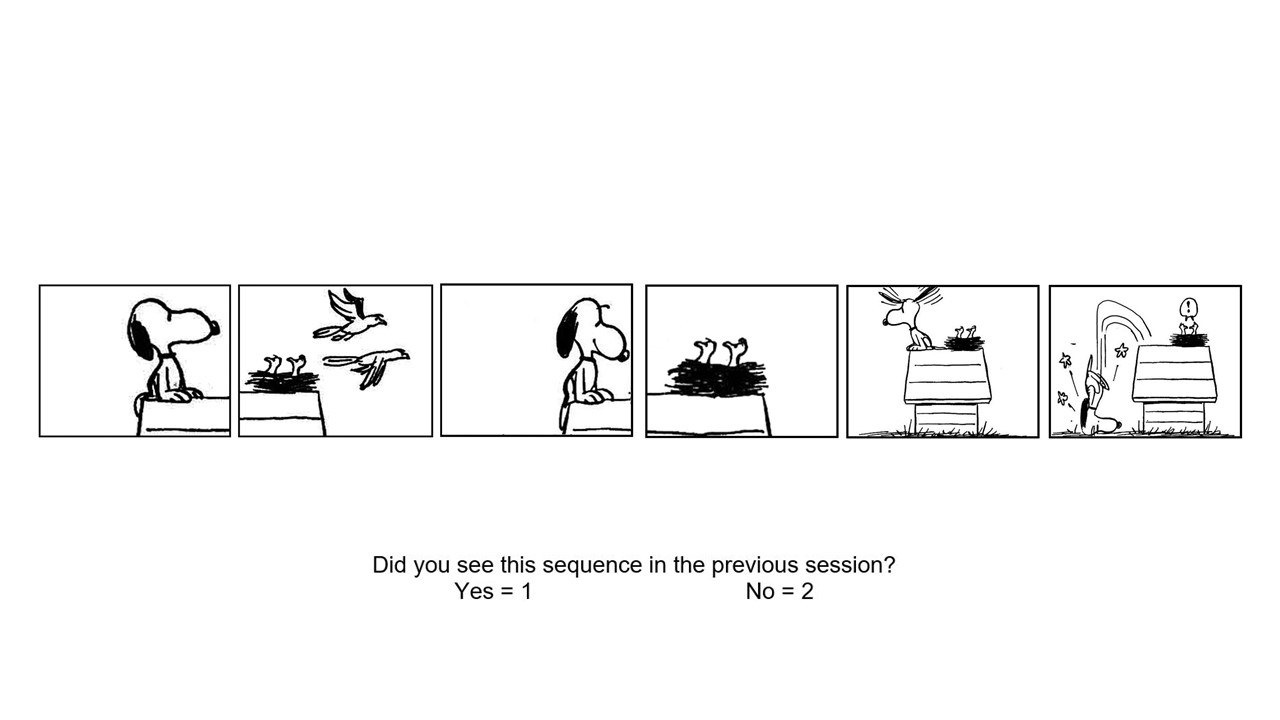 !
Did you see this sequence in the previous session?
Yes = 1 No = 2